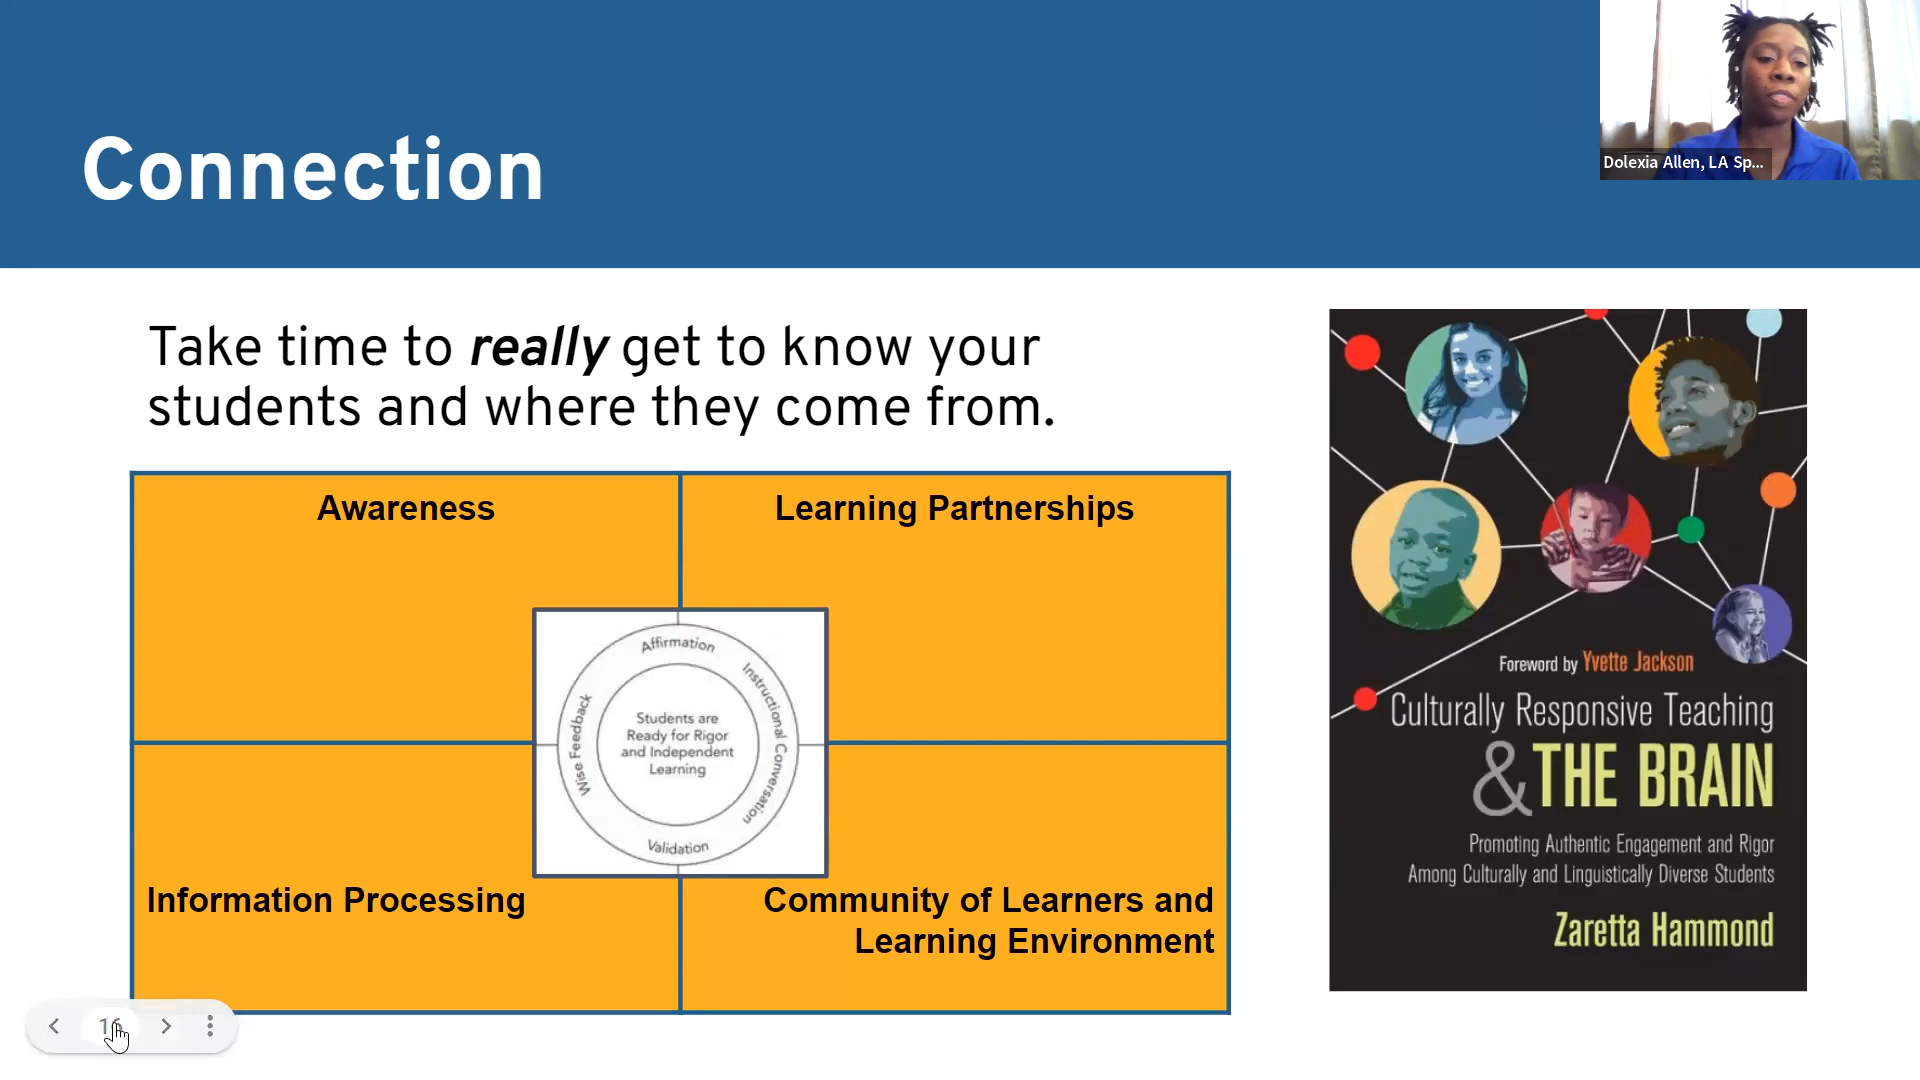 Connection
Dolexia Allen, LA Sp...
Take time to really get to know your
students and where they come from.
Awareness
Learning Partnerships
Affirmation
Instructional Conversation
Wise Feedback
Students are
Ready for Rigor
and Independent
Learning
Validation
Information Processing
Community of Learners and
Learning Environment
Foreword by Yvette Jackson
Culturally Responsive Teaching
& THE BRAIN
Promoting Authentic Engagement and Rigor
Among Culturally and Linguistically Diverse Students
Zaretta Hammond
16